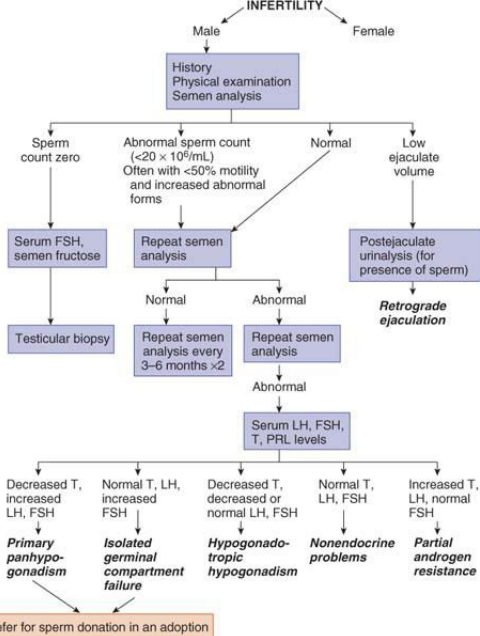 INFERTILITY
Male
Female
History
Physical examination
Semen analysis
Sperm
count zero
Abnormal sperm count
(<20 × 10⁶/mL)
Often with <50% motility
and increased abnormal
forms
Normal
Low
ejaculate
volume
Serum FSH,
semen fructose
Repeat semen
analysis
Postejaculate
urinalysis (for
presence of sperm)
Normal
Abnormal
Retrograde
ejaculation
Testicular biopsy
Repeat semen
analysis every
3–6 months ×2
Repeat semen
analysis
Abnormal
Serum LH, FSH,
T, PRL levels
Decreased T,
increased
LH, FSH
Normal T, LH,
increased
FSH
Decreased T,
decreased or
normal LH, FSH
Normal T,
LH, FSH
Increased T,
LH, normal
FSH
Primary
panhypo-
gonadism
Isolated
germinal
compartment
failure
Hypogonado-
tropic
hypogonadism
Nonendocrine
problems
Partial
androgen
resistance
efer for sperm donation in an adoption